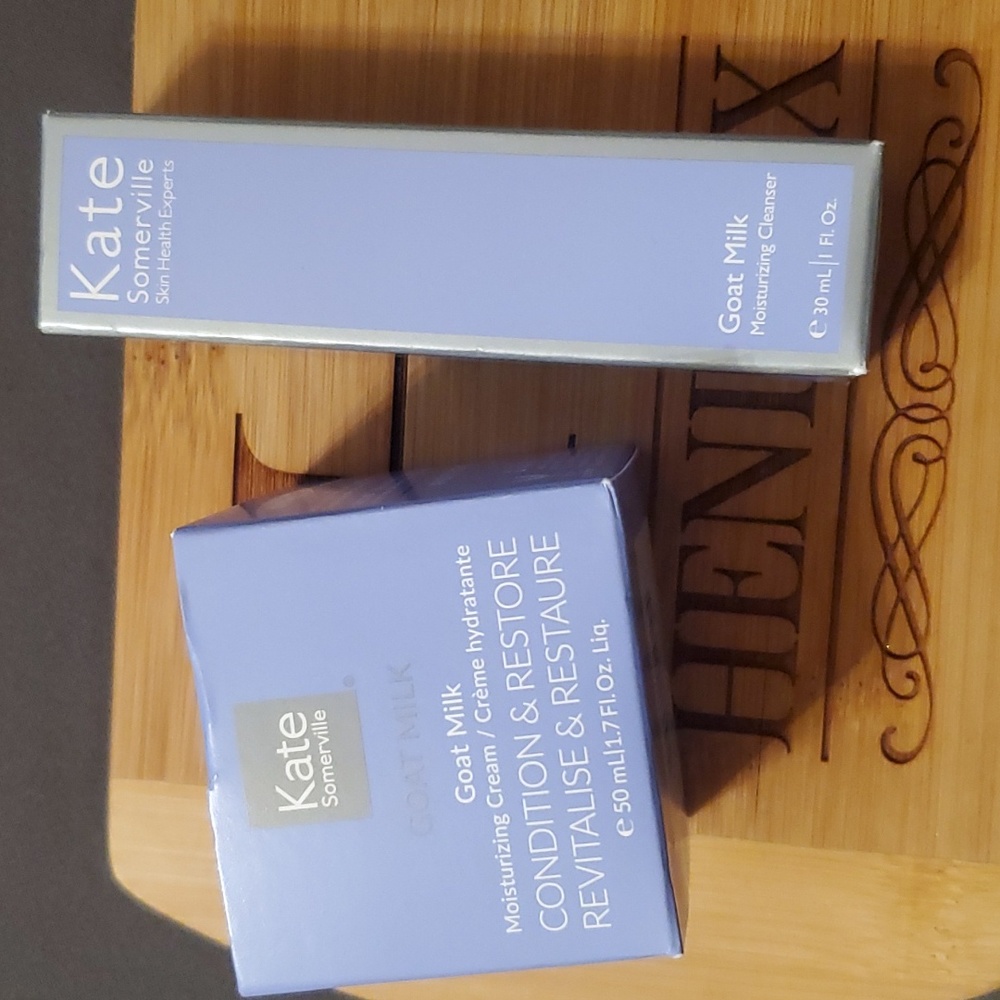 Kate
Somerville
Skin Health Experts
Goat Milk
Moisturizing Cleanser
℮ 30 mL|1 Fl. Oz.
Kate
Somerville®
GOAT MILK
Goat Milk
Moisturizing Cream / Crème hydratante
CONDITION & RESTORE
REVITALISE & RESTAURE
℮ 50 mL|1.7 Fl.Oz. Liq.